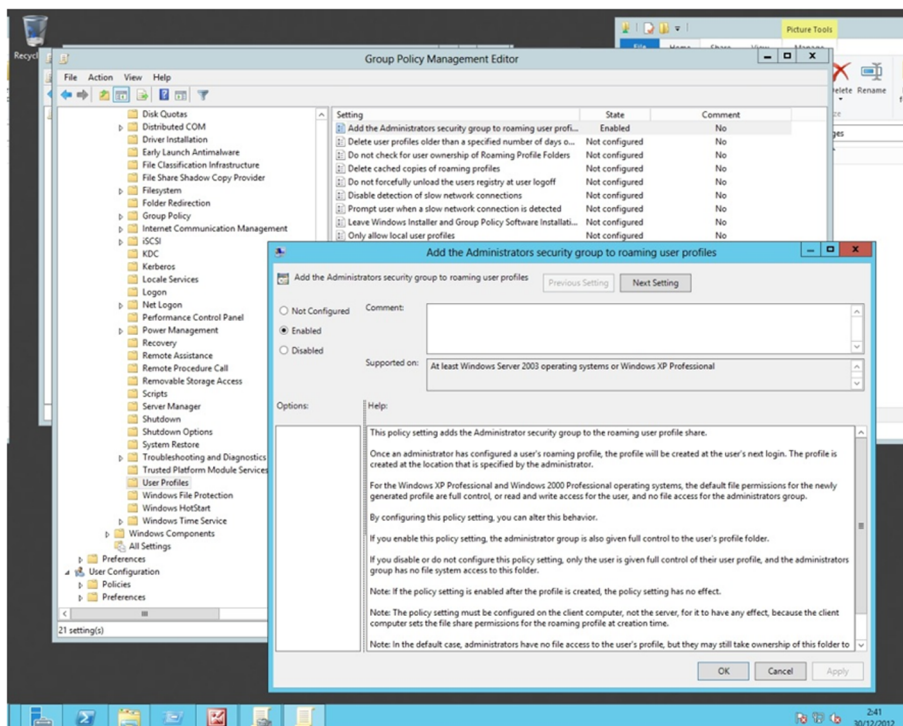 Recycl
Picture Tools
File Home Share View Manage
Delete Rename
Group Policy Management Editor
File Action View Help
Disk Quotas
Distributed COM
Driver Installation
Early Launch Antimalware
File Classification Infrastructure
File Share Shadow Copy Provider
Filesystem
Folder Redirection
Group Policy
Internet Communication Management
iSCSI
KDC
Kerberos
Locale Services
Logon
Net Logon
Performance Control Panel
Power Management
Recovery
Remote Assistance
Remote Procedure Call
Removable Storage Access
Scripts
Server Manager
Shutdown
Shutdown Options
System Restore
Troubleshooting and Diagnostics
Trusted Platform Module Services
User Profiles
Windows File Protection
Windows HotStart
Windows Time Service
Windows Components
All Settings
Preferences
User Configuration
Policies
Preferences
21 setting(s)
Setting State Comment
Add the Administrators security group to roaming user profi... Enabled No
Delete user profiles older than a specified number of days o... Not configured No
Do not check for user ownership of Roaming Profile Folders Not configured No
Delete cached copies of roaming profiles Not configured No
Do not forcefully unload the users registry at user logoff Not configured No
Disable detection of slow network connections Not configured No
Prompt user when a slow network connection is detected Not configured No
Leave Windows Installer and Group Policy Software Installati... Not configured No
Only allow local user profiles Not configured No
Add the Administrators security group to roaming user profiles
Add the Administrators security group to roaming user profiles
Previous Setting Next Setting
Not Configured Comment:
Enabled
Disabled
Supported on: At least Windows Server 2003 operating systems or Windows XP Professional
Options: Help:
This policy setting adds the Administrator security group to the roaming user profile share.
Once an administrator has configured a user's roaming profile, the profile will be created at the user's next login. The profile is
created at the location that is specified by the administrator.
For the Windows XP Professional and Windows 2000 Professional operating systems, the default file permissions for the newly
generated profile are full control, or read and write access for the user, and no file access for the administrators group.
By configuring this policy setting, you can alter this behavior.
If you enable this policy setting, the administrator group is also given full control to the user's profile folder.
If you disable or do not configure this policy setting, only the user is given full control of their user profile, and the administrators
group has no file system access to this folder.
Note: If the policy setting is enabled after the profile is created, the policy setting has no effect.
Note: The policy setting must be configured on the client computer, not the server, for it to have any effect, because the client
computer sets the file share permissions for the roaming profile at creation time.
Note: In the default case, administrators have no file access to the user's profile, but they may still take ownership of this folder to
OK Cancel Apply
2:41
30/12/2012